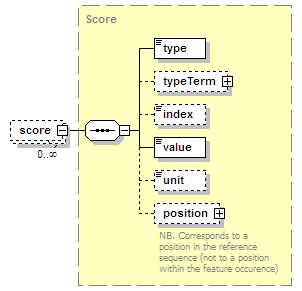 Score
type
typeTerm
index
score
0..∞
value
unit
position
NB. Corresponds to a
position in the reference
sequence (not to a position
within the feature occurence)